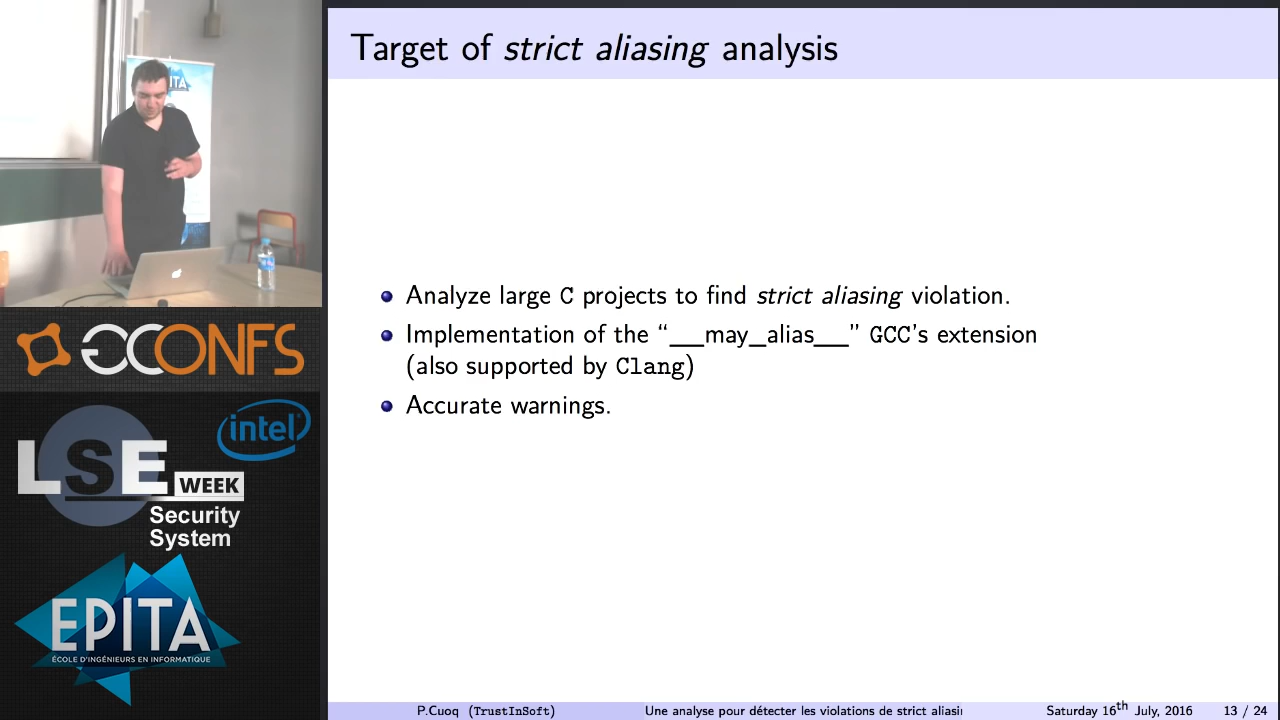 Target of strict aliasing analysis
Analyze large C projects to find strict aliasing violation.
Implementation of the “__may_alias__” GCC's extension
(also supported by Clang)
Accurate warnings.
P.Cuoq (TrustInSoft)
Une analyse pour détecter les violations de strict aliasi
Saturday 16th July, 2016
13 / 24
ITA
GCONFS
intel
LSE
WEEK
Security
System
EPITA
ÉCOLE D'INGÉNIEURS EN INFORMATIQUE